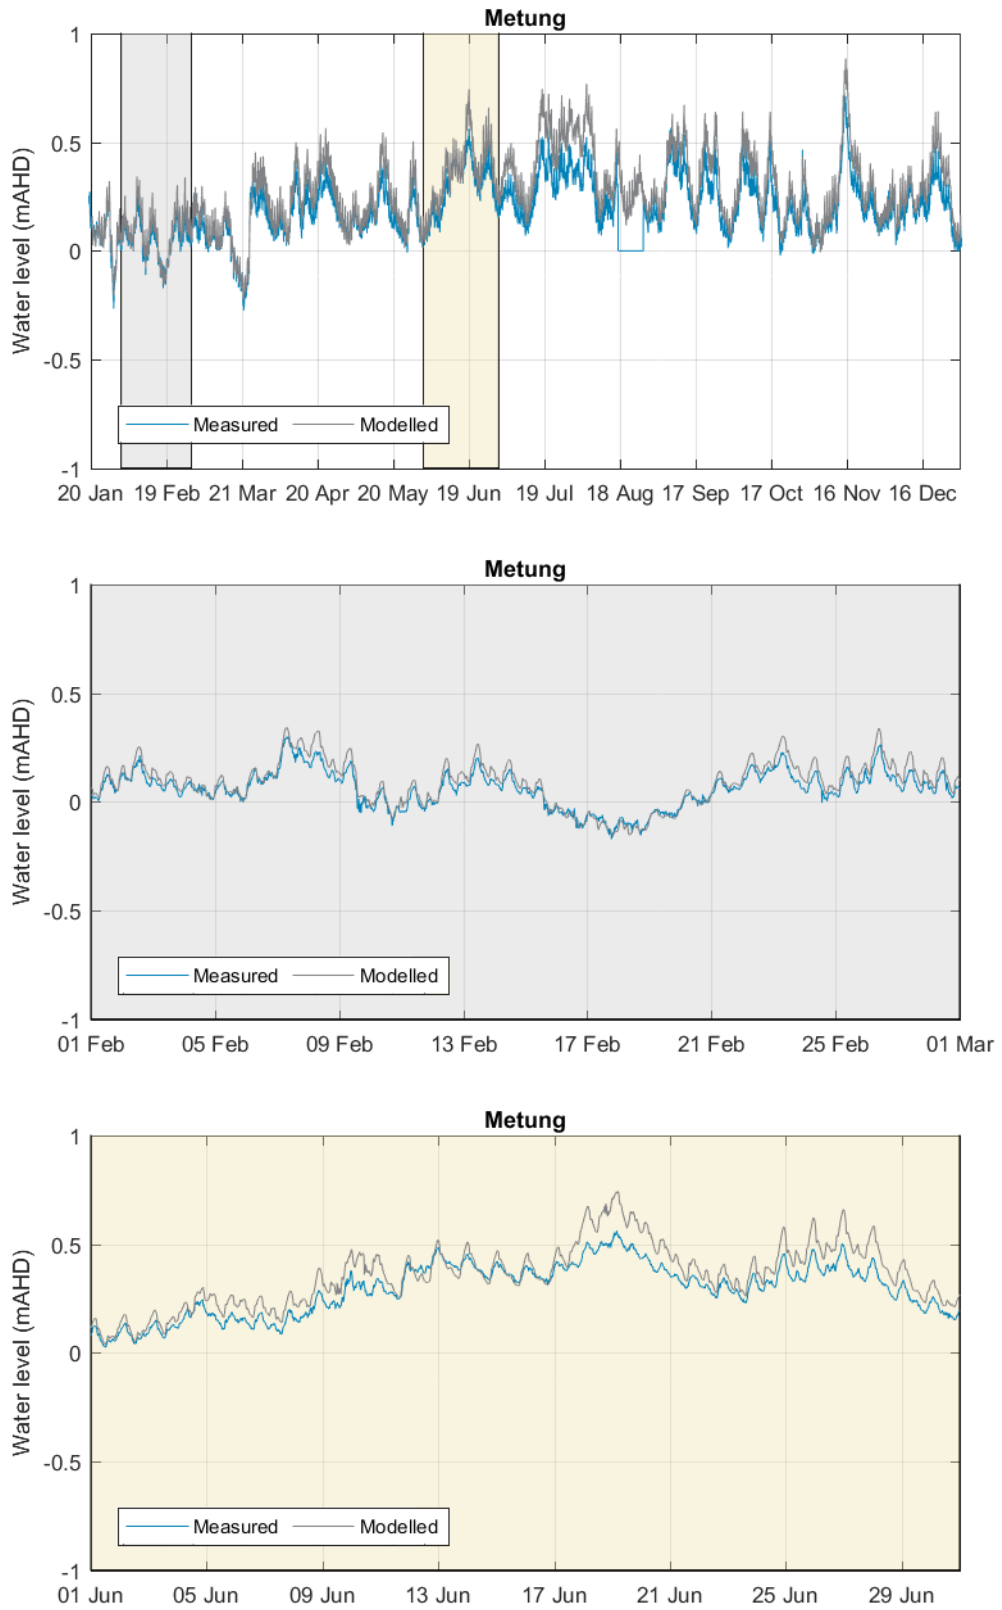 Metung
1
0.5
0
-0.5
-1
Water level (mAHD)
Measured Modelled
20 Jan 19 Feb 21 Mar 20 Apr 20 May 19 Jun 19 Jul 18 Aug 17 Sep 17 Oct 16 Nov 16 Dec
Metung
1
0.5
0
-0.5
-1
Water level (mAHD)
Measured Modelled
01 Feb 05 Feb 09 Feb 13 Feb 17 Feb 21 Feb 25 Feb 01 Mar
Metung
1
0.5
0
-0.5
-1
Water level (mAHD)
Measured Modelled
01 Jun 05 Jun 09 Jun 13 Jun 17 Jun 21 Jun 25 Jun 29 Jun